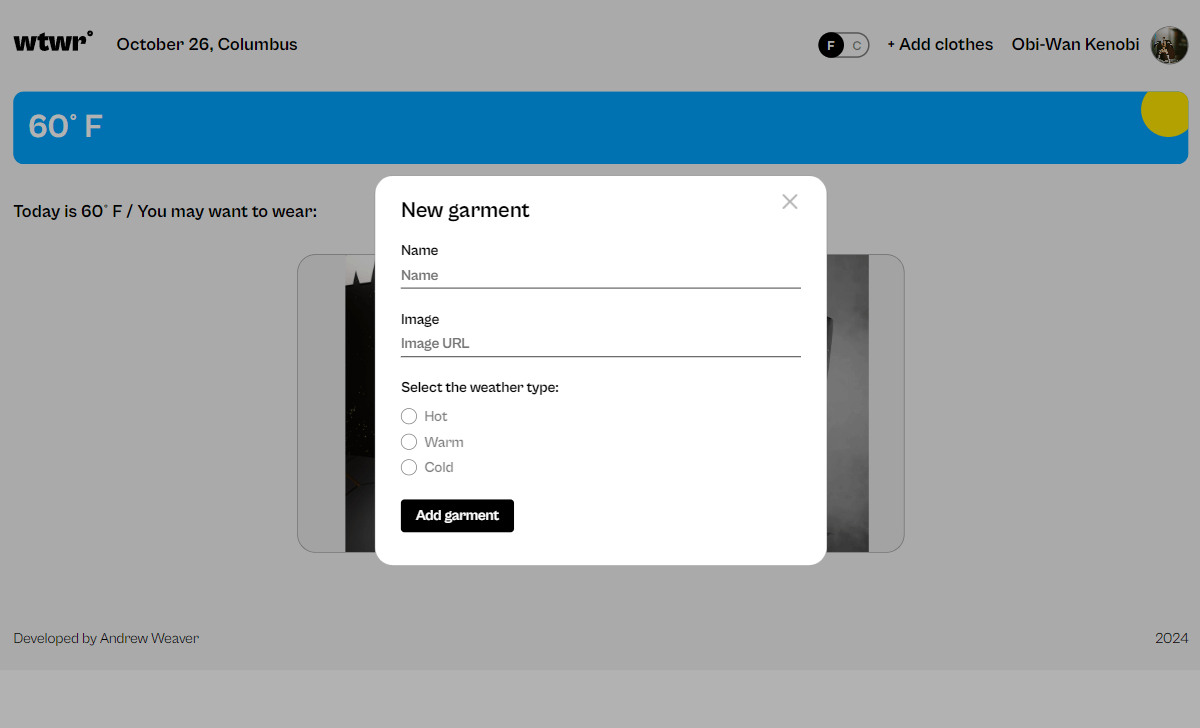 wtwr°
October 26, Columbus
F C
+ Add clothes
Obi-Wan Kenobi
60° F
Today is 60° F / You may want to wear:
New garment
Name
Name
Image
Image URL
Select the weather type:
Hot
Warm
Cold
Add garment
Developed by Andrew Weaver
2024